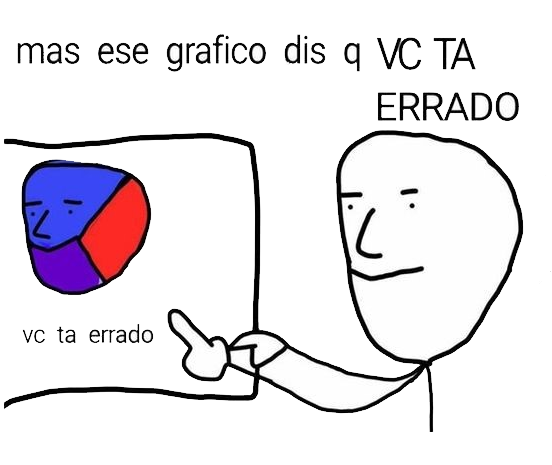 mas ese grafico dis q VC TA
ERRADO
vc ta errado